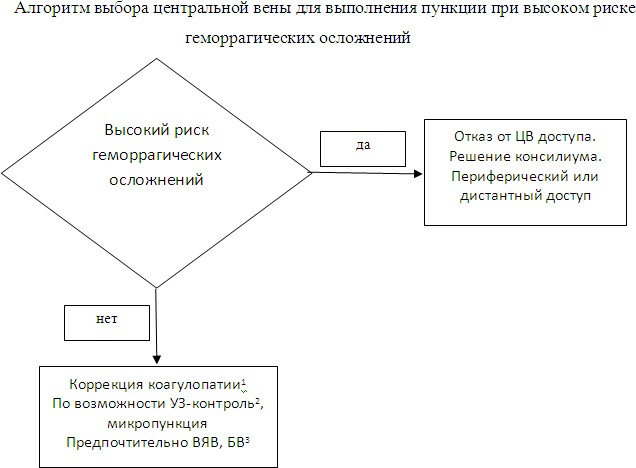 Алгоритм выбора центральной вены для выполнения пункции при высоком риске
геморрагических осложнений
Высокий риск
геморрагических
осложнений
да
Отказ от ЦВ доступа.
Решение консилиума.
Периферический или
дистантный доступ
нет
Коррекция коагулопатии¹
По возможности УЗ-контроль²,
микропункция
Предпочтительно ВЯВ, БВ³